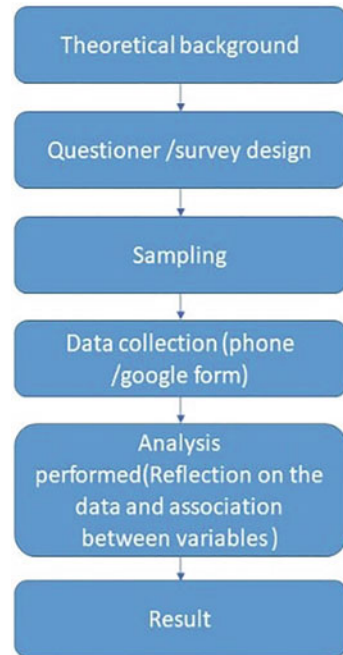 Theoretical background
Questioner /survey design
Sampling
Data collection (phone
/google form)
Analysis
performed(Reflection on the
data and association
between variables)
Result